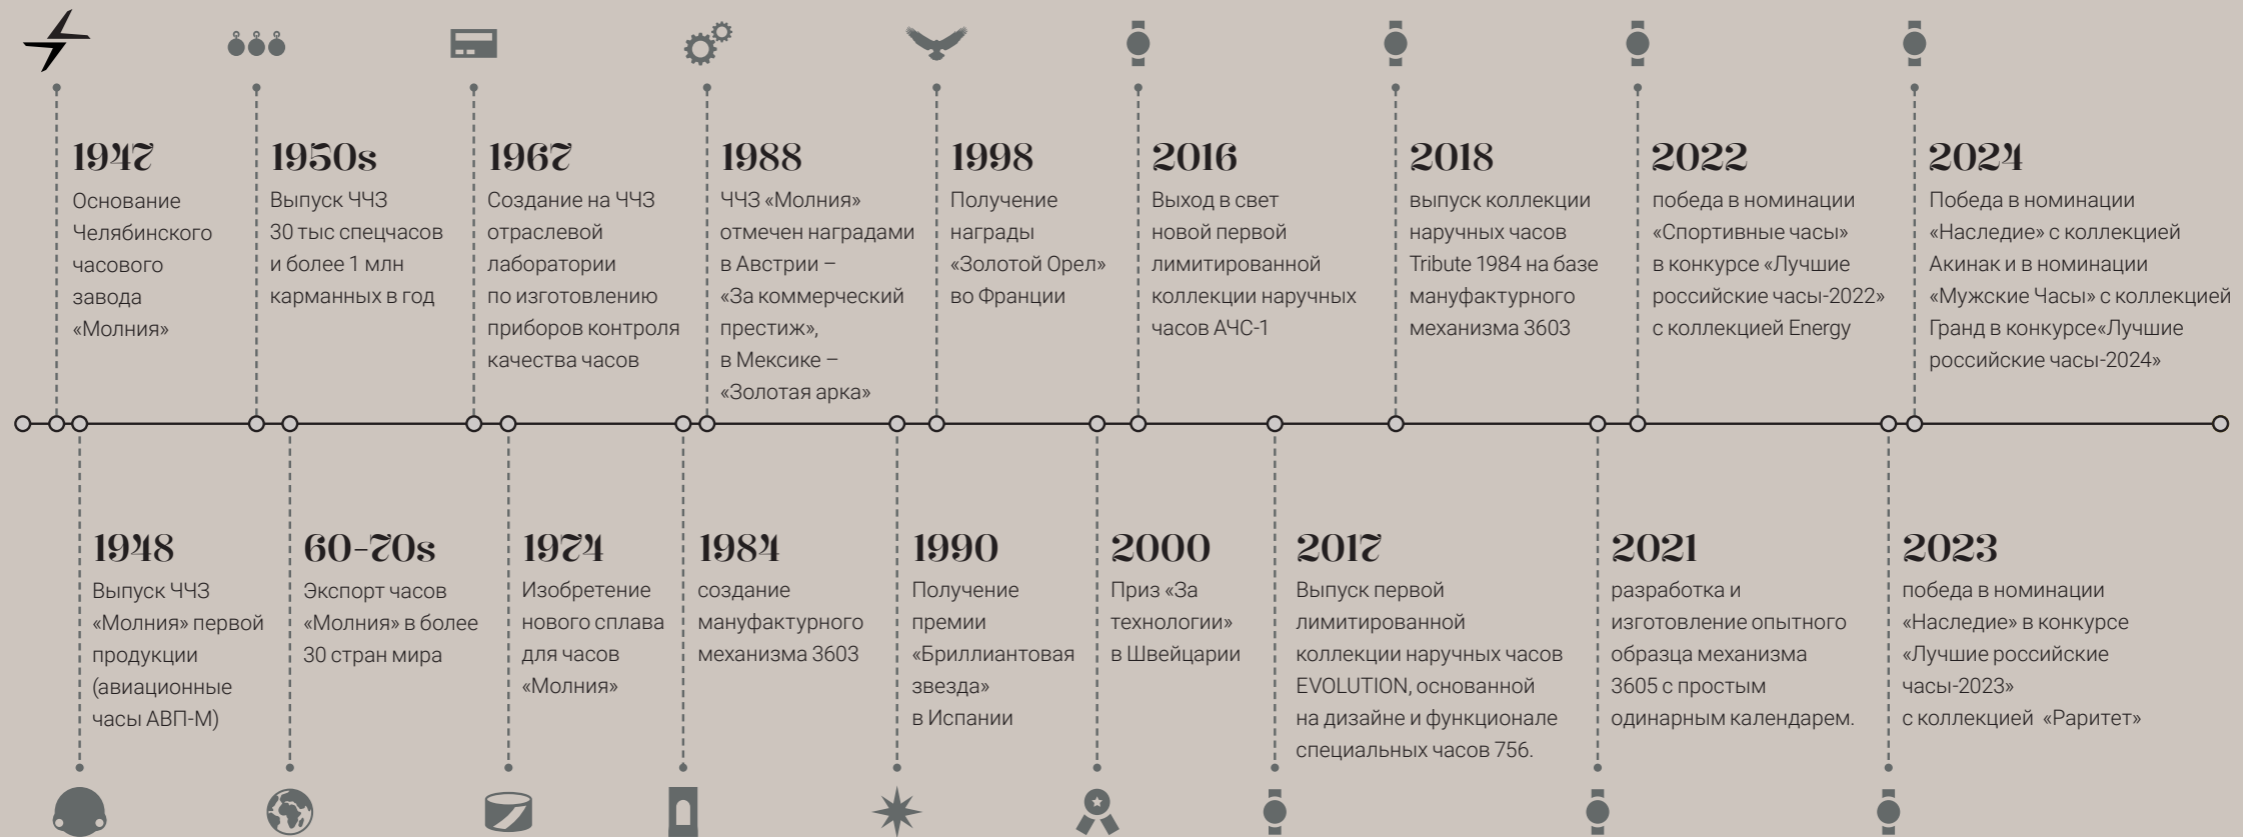 1947
Основание
Челябинского
часового
завода
«Молния»
1950s
Выпуск ЧЧЗ
30 тыс спецчасов
и более 1 млн
карманных в год
1967
Создание на ЧЧЗ
отраслевой
лаборатории
по изготовлению
приборов контроля
качества часов
1988
ЧЧЗ «Молния»
отмечен наградами
в Австрии –
«За коммерческий
престиж»,
в Мексике –
«Золотая арка»
1998
Получение
награды
«Золотой Орел»
во Франции
2016
Выход в свет
новой первой
лимитированной
коллекции наручных
часов АЧС-1
2018
выпуск коллекции
наручных часов
Tribute 1984 на базе
мануфактурного
механизма 3603
2022
победа в номинации
«Спортивные часы»
в конкурсе «Лучшие
российские часы-2022»
с коллекцией Energy
2024
Победа в номинации
«Наследие» с коллекцией
Акинак и в номинации
«Мужские Часы» с коллекцией
Гранд в конкурсе«Лучшие
российские часы-2024»
1948
Выпуск ЧЧЗ
«Молния» первой
продукции
(авиационные
часы АВП-М)
60-70s
Экспорт часов
«Молния» в более
30 стран мира
1974
Изобретение
нового сплава
для часов
«Молния»
1984
создание
мануфактурного
механизма 3603
1990
Получение
премии
«Бриллиантовая
звезда»
в Испании
2000
Приз «За
технологии»
в Швейцарии
2017
Выпуск первой
лимитированной
коллекции наручных часов
EVOLUTION, основанной
на дизайне и функционале
специальных часов 756.
2021
разработка и
изготовление опытного
образца механизма
3605 с простым
одинарным календарем.
2023
победа в номинации
«Наследие» в конкурсе
«Лучшие российские
часы-2023»
с коллекцией «Раритет»